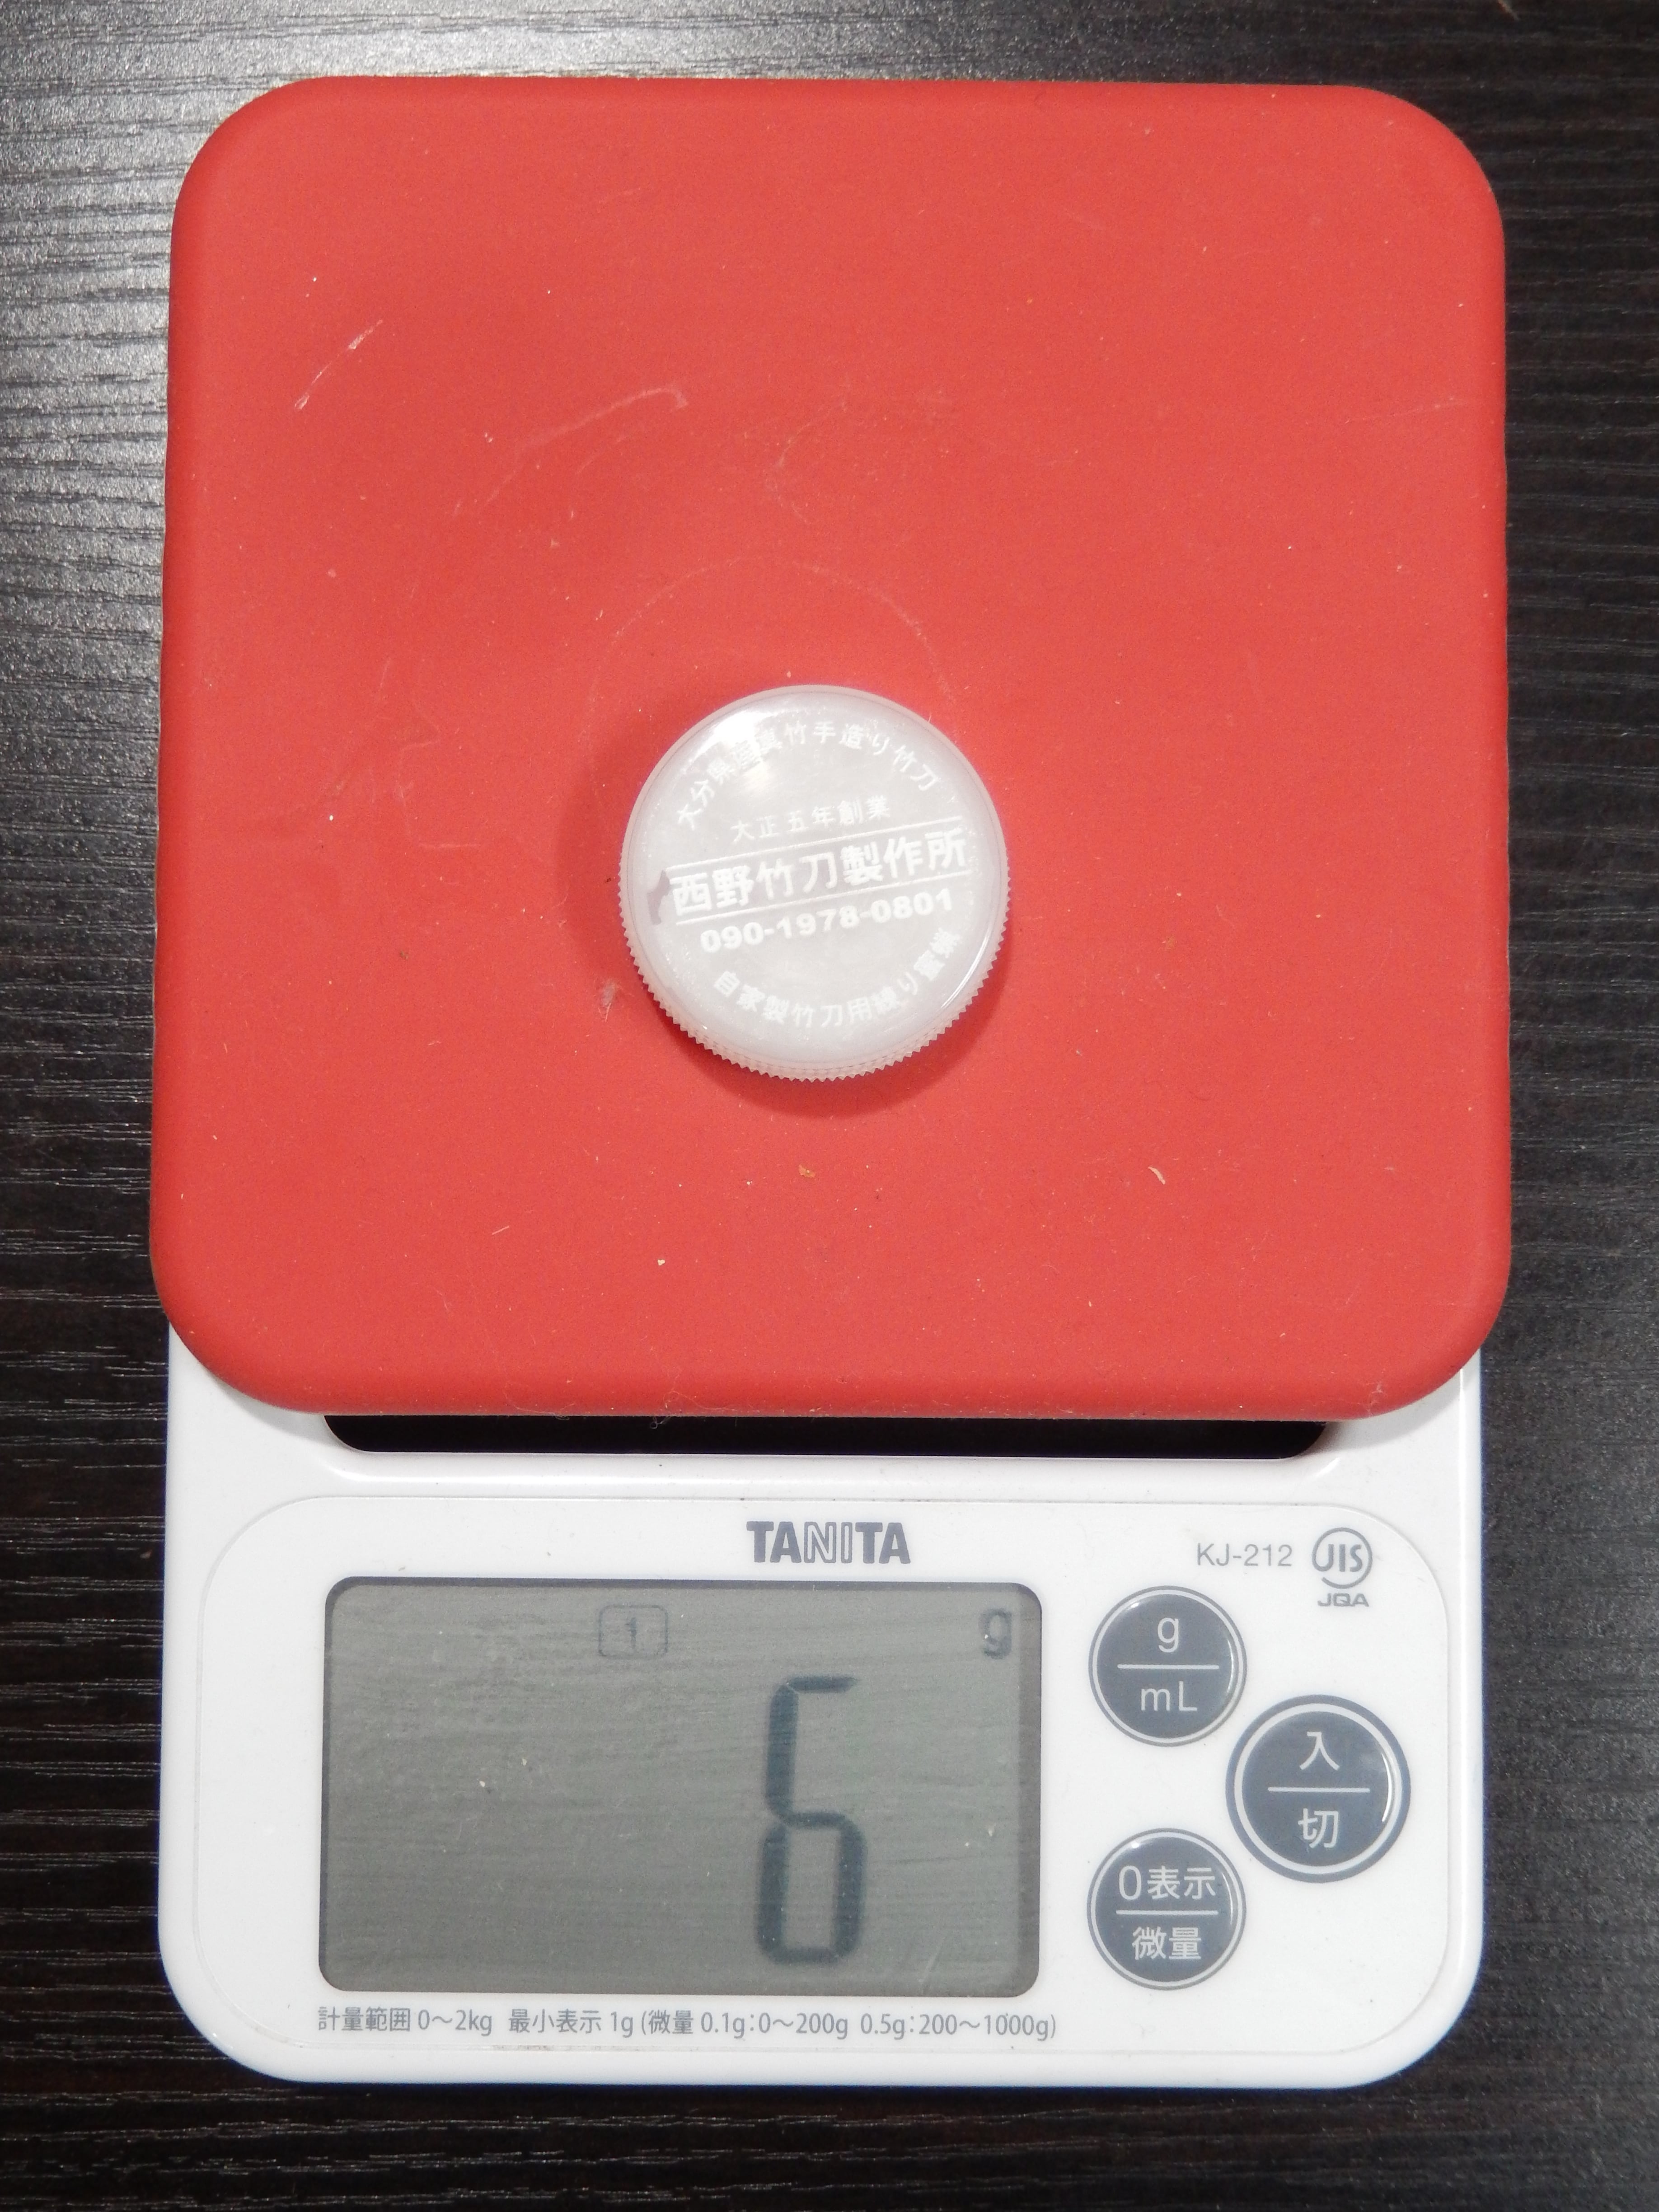 大分県産真竹手造り竹刀
大正五年創業
西野竹刀製作所
090-1978-0801
自家製竹刀用練り蜜蝋
TANITA
KJ-212 JIS
JQA
1 g
6
g
mL
入
切
0表示
微量
計量範囲 0～2kg 最小表示 1g (微量 0.1g:0～200g 0.5g:200～1000g)